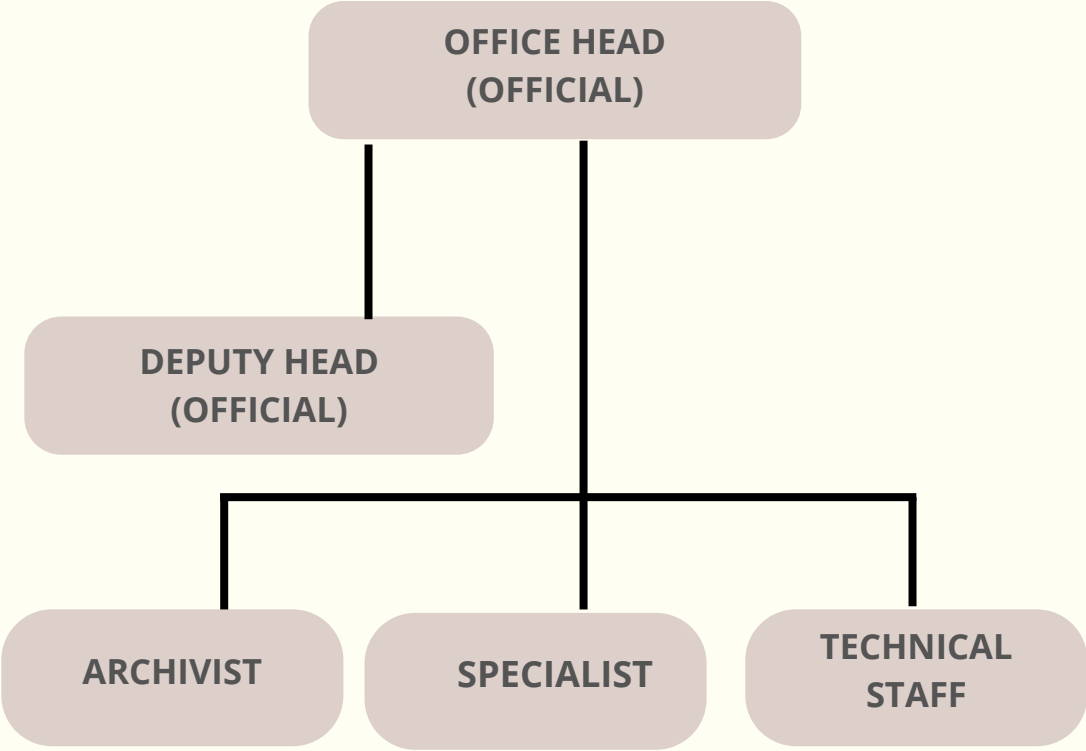 OFFICE HEAD
(OFFICIAL)
DEPUTY HEAD
(OFFICIAL)
ARCHIVIST
SPECIALIST
TECHNICAL
STAFF